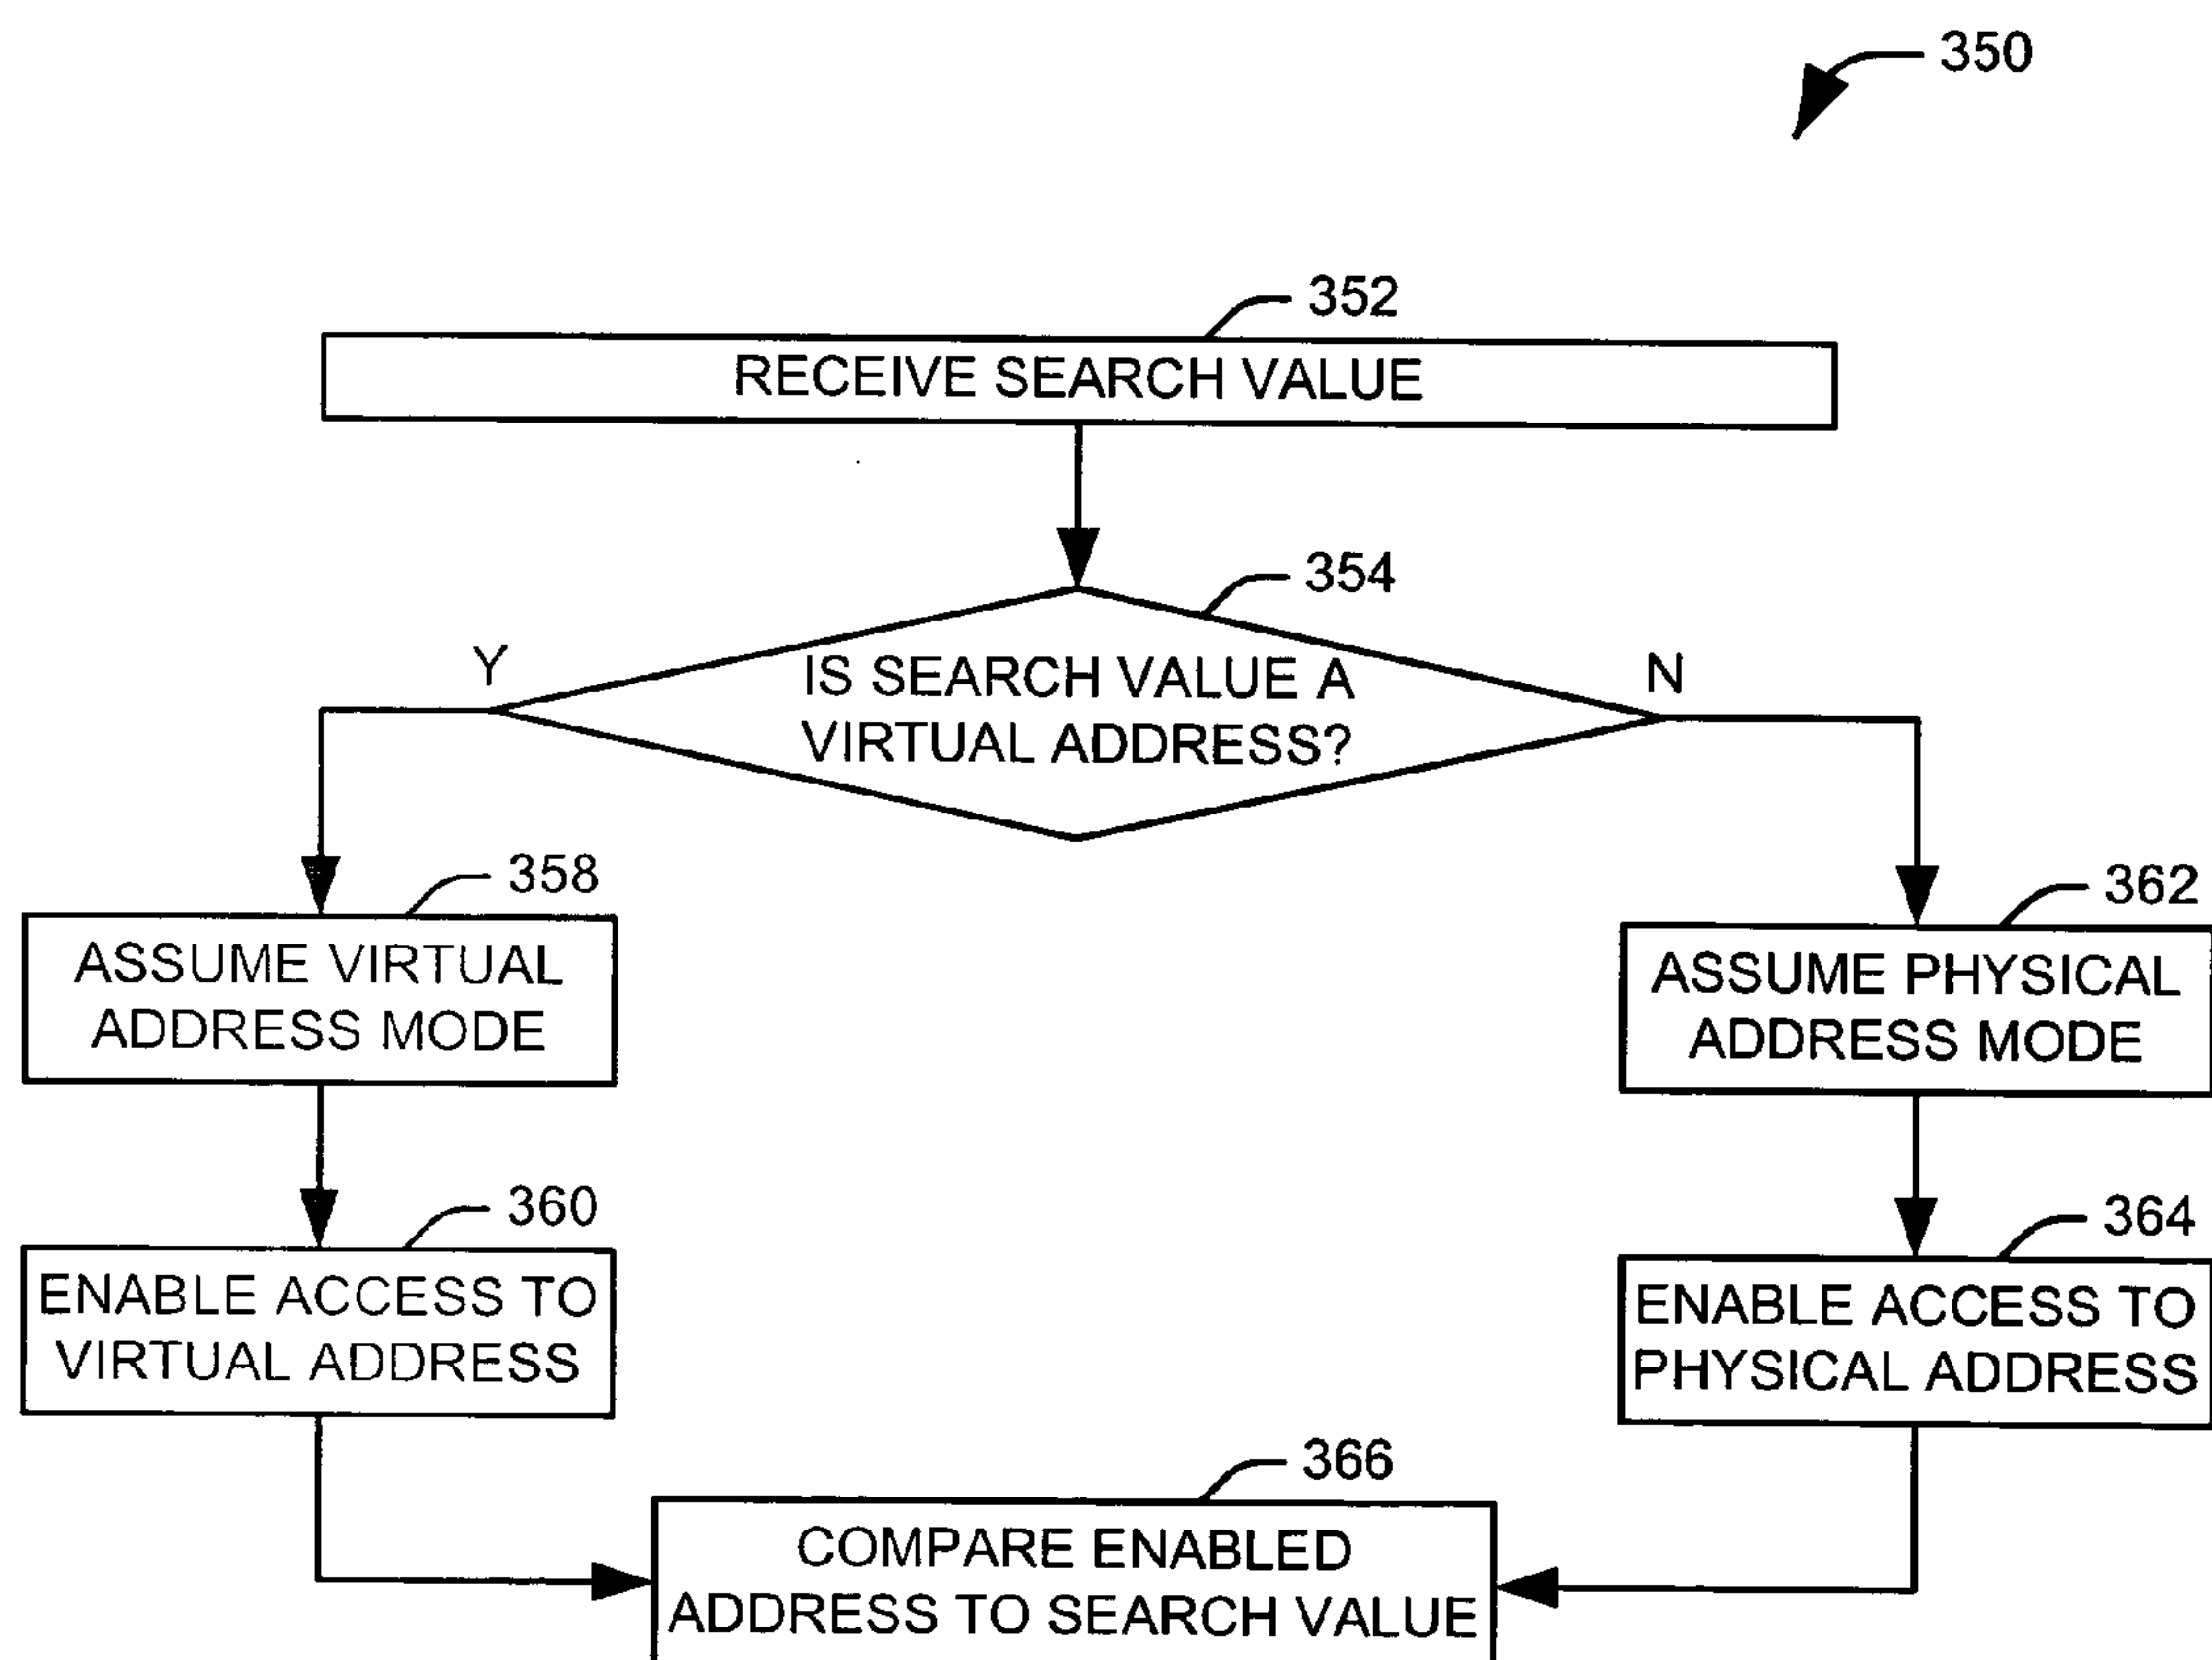 350
352
RECEIVE SEARCH VALUE
354
Y
IS SEARCH VALUE A
VIRTUAL ADDRESS?
N
358
ASSUME VIRTUAL
ADDRESS MODE
362
ASSUME PHYSICAL
ADDRESS MODE
360
ENABLE ACCESS TO
VIRTUAL ADDRESS
364
ENABLE ACCESS TO
PHYSICAL ADDRESS
366
COMPARE ENABLED
ADDRESS TO SEARCH VALUE